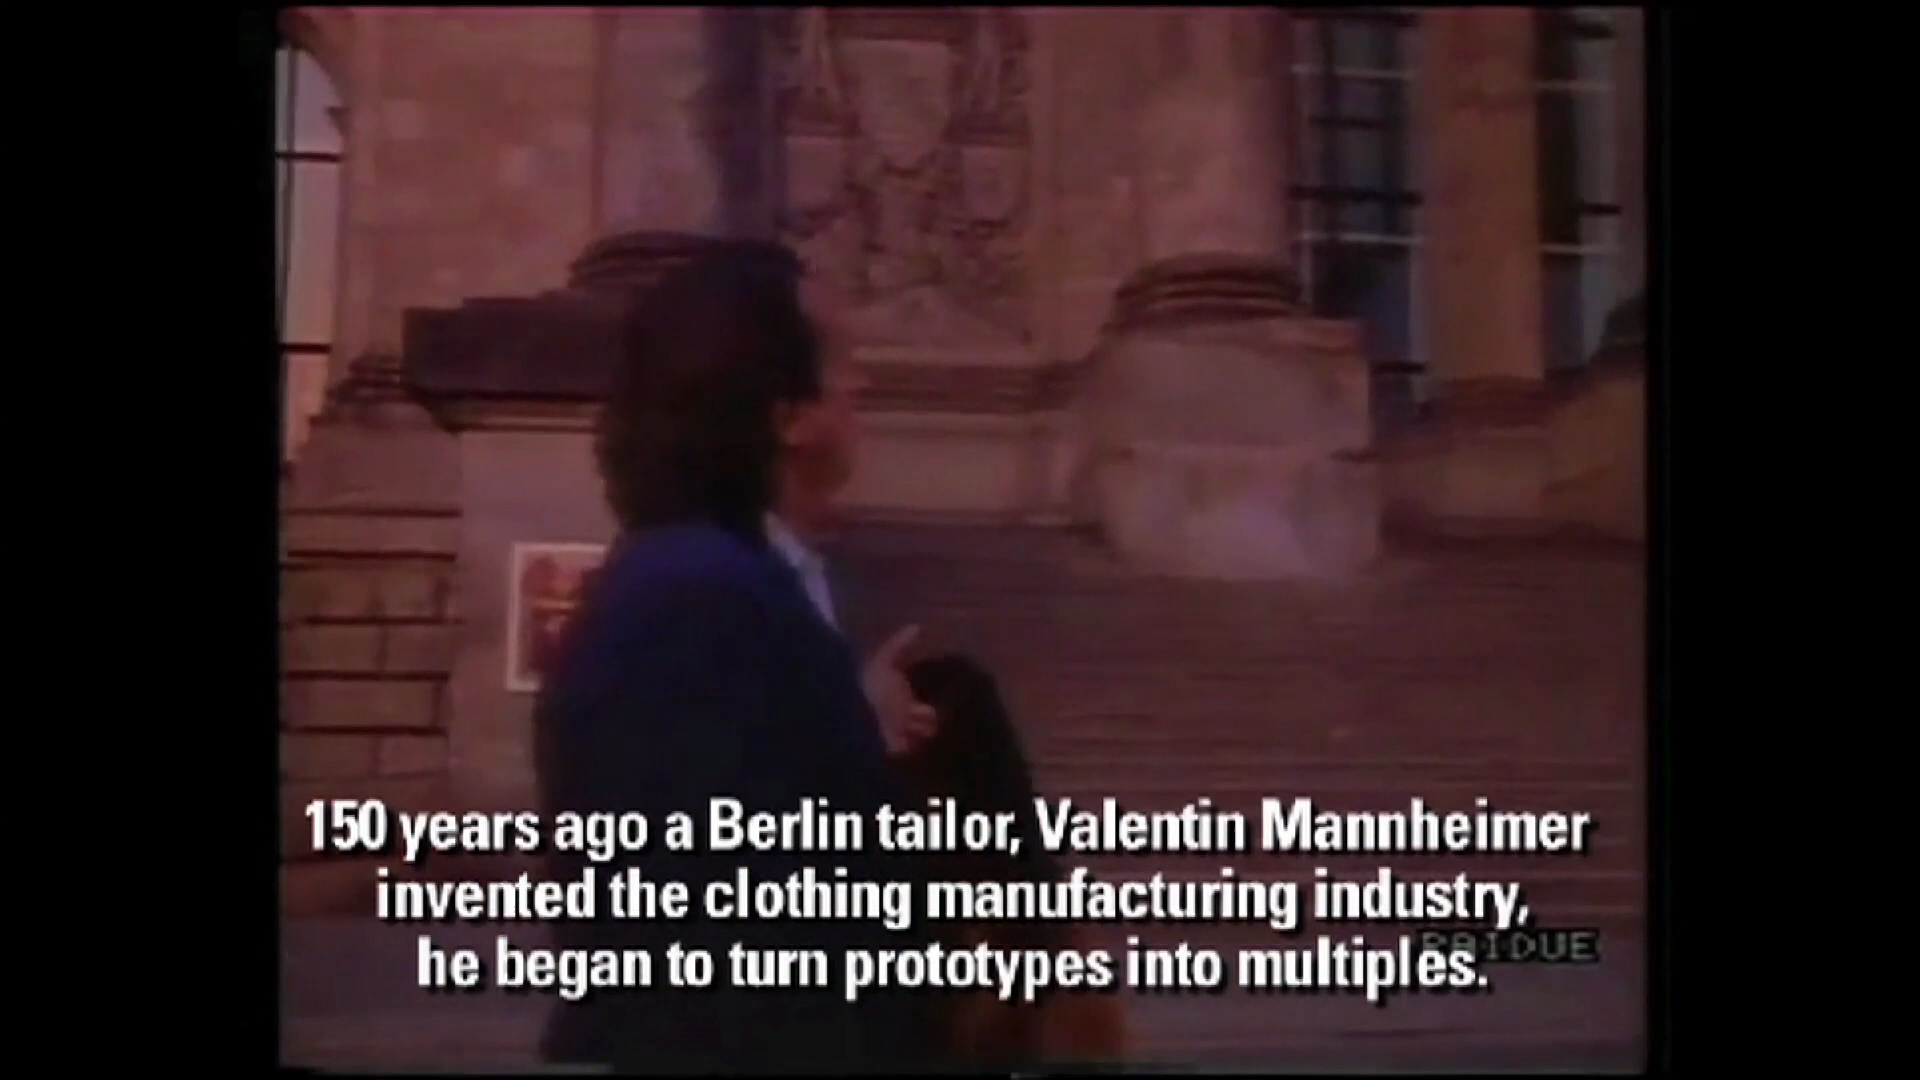 150 years ago a Berlin tailor, Valentin Mannheimer
invented the clothing manufacturing industry,
he began to turn prototypes into multiples.
RAIDUE